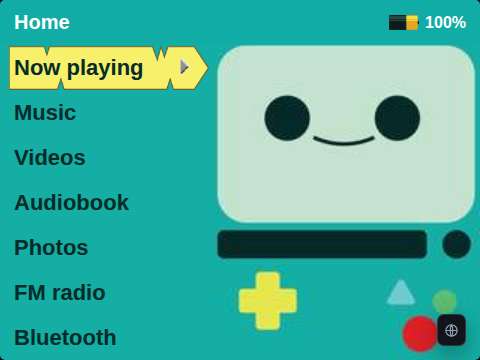 Home
100%
Now playing
Music
Videos
Audiobook
Photos
FM radio
Bluetooth